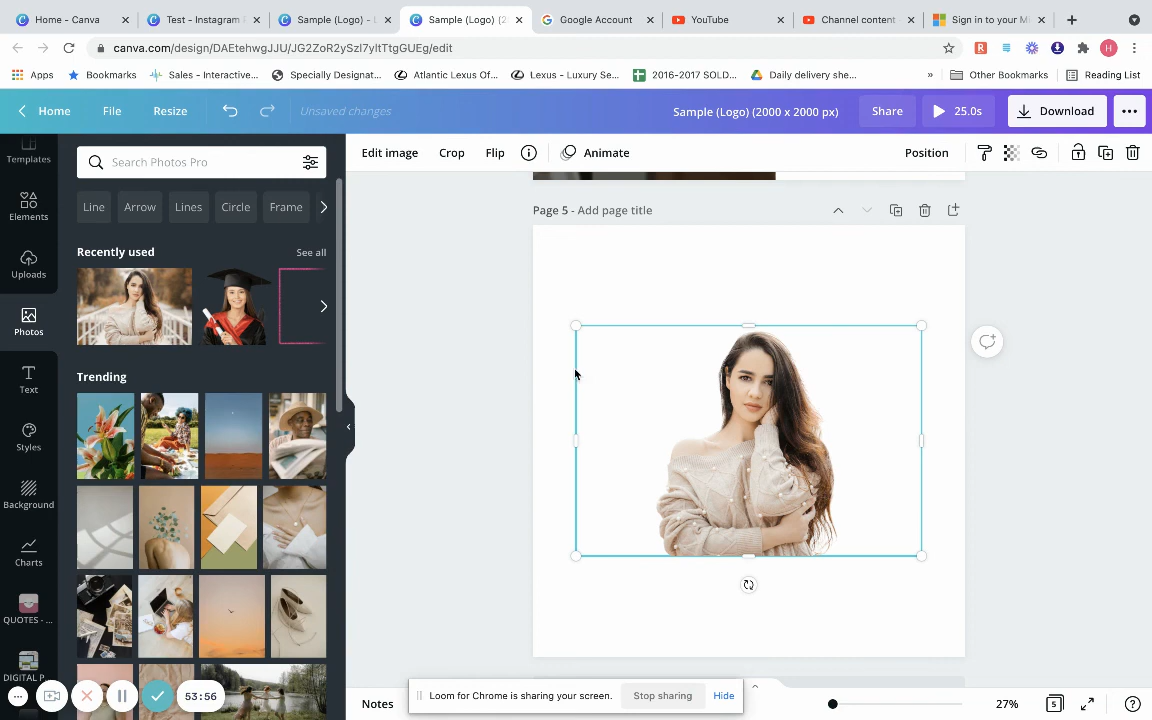 Home - Canva
Test - Instagram
Sample (Logo) -
Sample (Logo) (2
Google Account
YouTube
Channel content
Sign in to your Mi
canva.com/design/DAEtehwgJJU/JG2ZoR2ySzI7yItTtgGUEg/edit
Apps
Bookmarks
Sales - Interactive...
Specially Designat...
Atlantic Lexus Of...
Lexus - Luxury Se...
2016-2017 SOLD...
Daily delivery she...
»
Other Bookmarks
Reading List
Home
File
Resize
Unsaved changes
Sample (Logo) (2000 x 2000 px)
Share
25.0s
Download
Templates
Elements
Uploads
Photos
Text
Styles
Background
Charts
QUOTES - ...
DIGITAL P...
Search Photos Pro
Line
Arrow
Lines
Circle
Frame
Recently used
See all
Trending
Edit image
Crop
Flip
Animate
Position
Page 5 - Add page title
53:56
Notes
Loom for Chrome is sharing your screen.
Stop sharing
Hide
27%
5